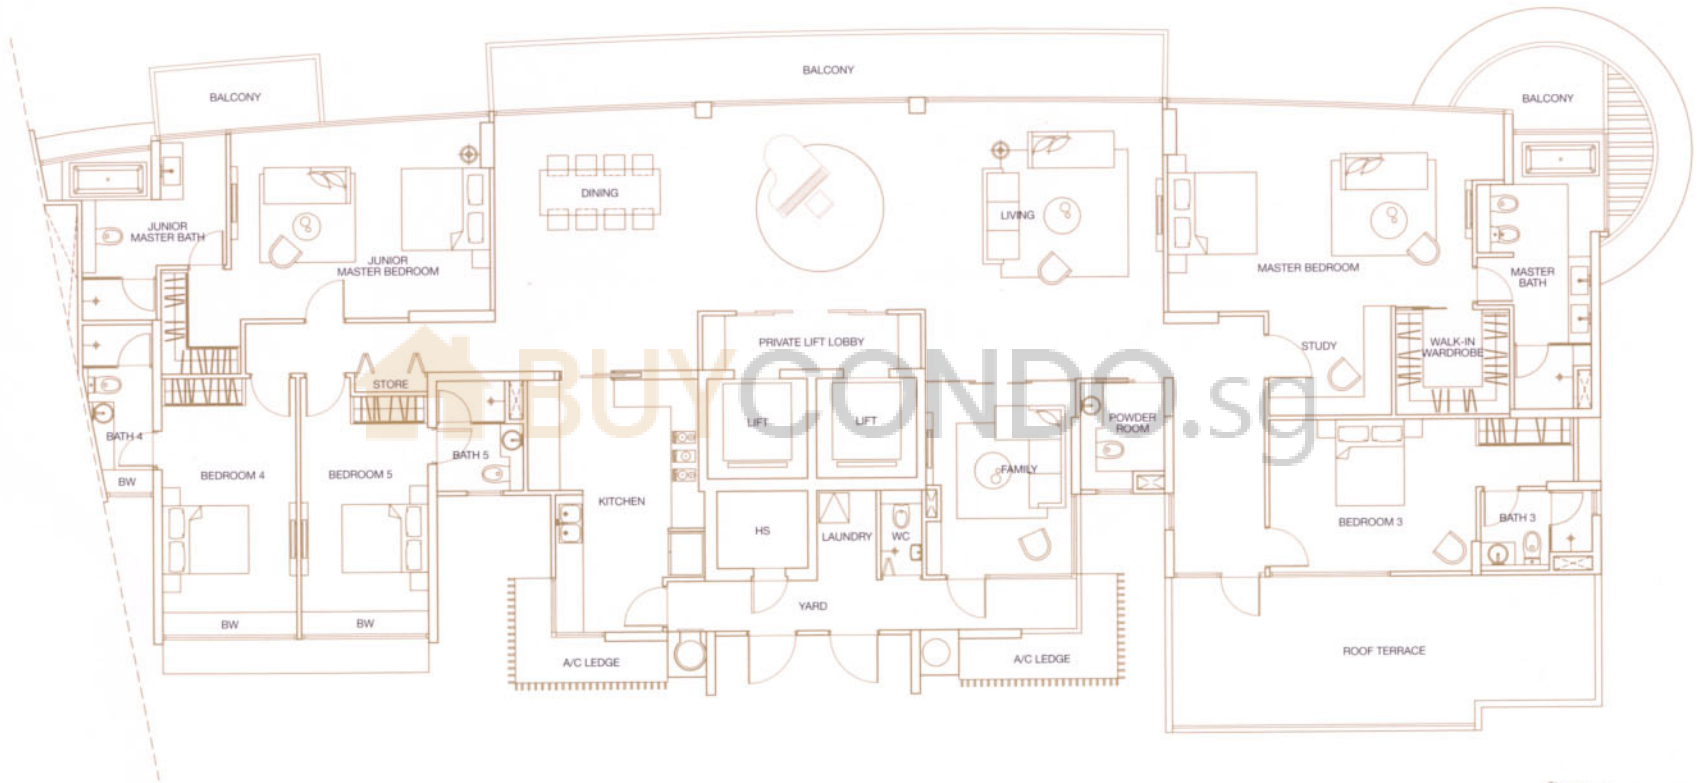 BALCONY
BALCONY
BALCONY
DINING
LIVING
JUNIOR
MASTER BATH
JUNIOR
MASTER BEDROOM
MASTER BEDROOM
MASTER
BATH
PRIVATE LIFT LOBBY
STUDY
WALK-IN
WARDROBE
STORE
BUYCONDO.sg
LIFT
LIFT
POWDER
ROOM
BATH 4
BATH 5
BEDROOM 4
BEDROOM 5
FAMILY
BW
KITCHEN
HS
LAUNDRY
WC
BEDROOM 3
BATH 3
YARD
BW
BW
A/C LEDGE
A/C LEDGE
ROOF TERRACE